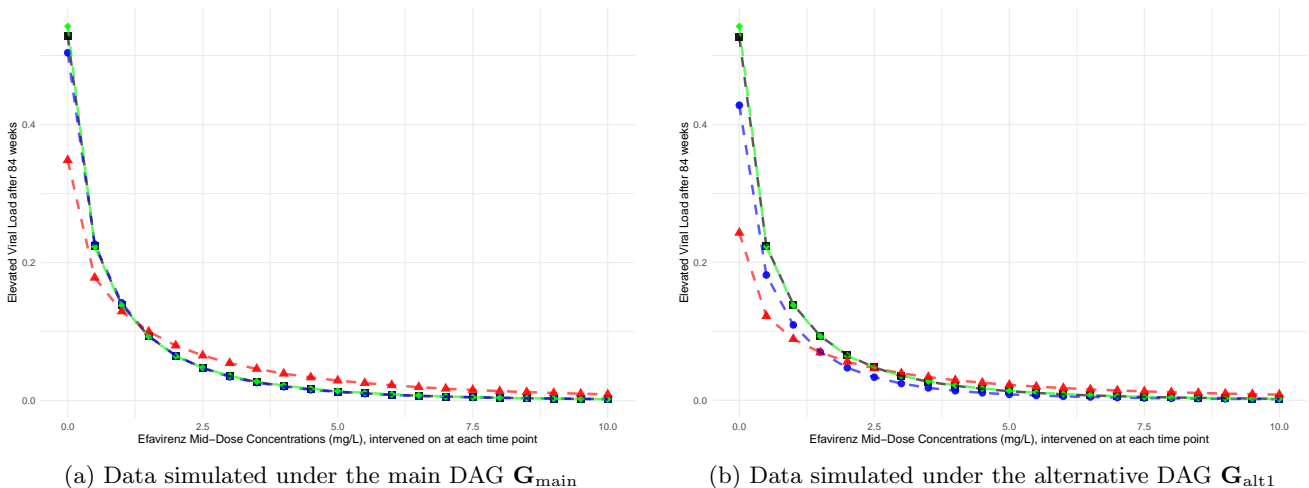 Elevated Viral Load after 84 weeks
0.4
0.2
0.0
0.0 2.5 5.0 7.5 10.0
Efavirenz Mid−Dose Concentrations (mg/L), intervened on at each time point
(a) Data simulated under the main DAG G_main
Elevated Viral Load after 84 weeks
0.4
0.2
0.0
0.0 2.5 5.0 7.5 10.0
Efavirenz Mid−Dose Concentrations (mg/L), intervened on at each time point
(b) Data simulated under the alternative DAG G_alt1